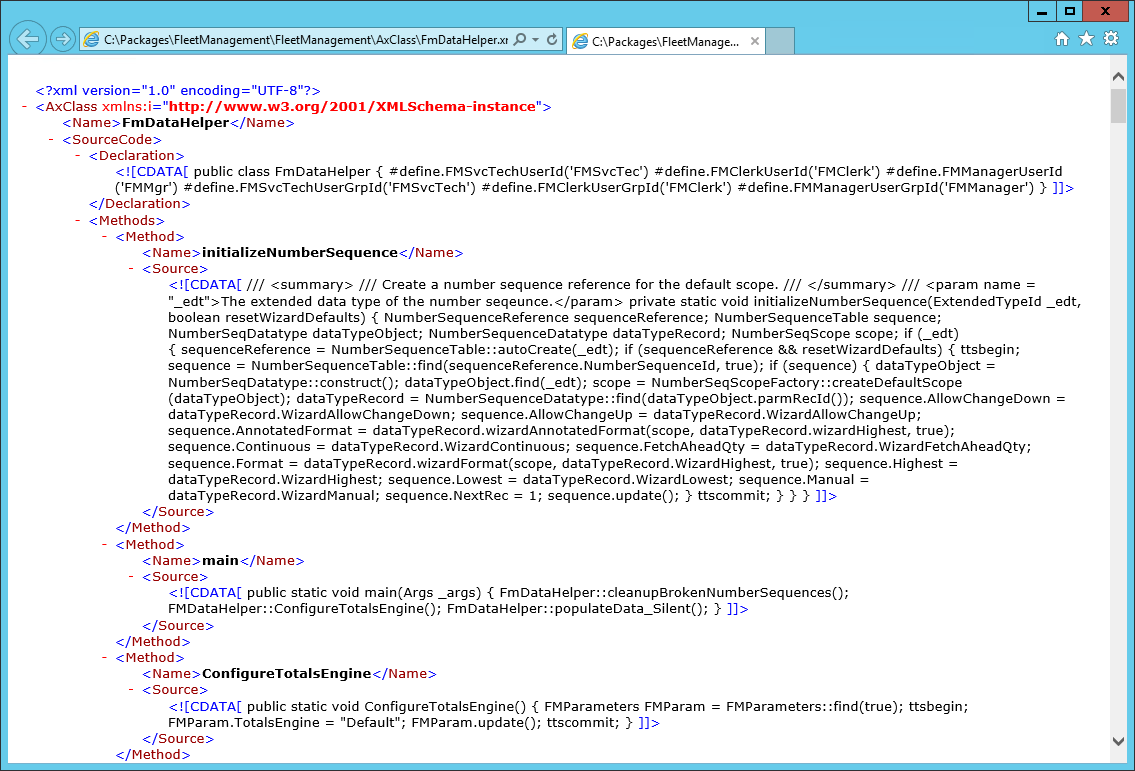 C:\Packages\FleetManagement\FleetManagement\AxClass\FmDataHelper.xr
C:\Packages\FleetManage...
<?xml version="1.0" encoding="UTF-8"?>
- <AxClass xmlns:i="http://www.w3.org/2001/XMLSchema-instance">
<Name>FmDataHelper</Name>
- <SourceCode>
- <Declaration>
<![CDATA[ public class FmDataHelper { #define.FMSvcTechUserId('FMSvcTec') #define.FMClerkUserId('FMClerk') #define.FMManagerUserId
('FMMgr') #define.FMSvcTechUserGrpId('FMSvcTech') #define.FMClerkUserGrpId('FMClerk') #define.FMManagerUserGrpId('FMManager') } ]]>
</Declaration>
- <Methods>
- <Method>
<Name>initializeNumberSequence</Name>
- <Source>
<![CDATA[ /// <summary> /// Create a number sequence reference for the default scope. /// </summary> /// <param name =
"_edt">The extended data type of the number seqeunce.</param> private static void initializeNumberSequence(ExtendedTypeId _edt,
boolean resetWizardDefaults) { NumberSequenceReference sequenceReference; NumberSequenceTable sequence;
NumberSeqDatatype dataTypeObject; NumberSequenceDatatype dataTypeRecord; NumberSeqScope scope; if (_edt)
{ sequenceReference = NumberSequenceTable::autoCreate(_edt); if (sequenceReference && resetWizardDefaults) { ttsbegin;
sequence = NumberSequenceTable::find(sequenceReference.NumberSequenceId, true); if (sequence) { dataTypeObject =
NumberSeqDatatype::construct(); dataTypeObject.find(_edt); scope = NumberSeqScopeFactory::createDefaultScope
(dataTypeObject); dataTypeRecord = NumberSequenceDatatype::find(dataTypeObject.parmRecId()); sequence.AllowChangeDown =
dataTypeRecord.WizardAllowChangeDown; sequence.AllowChangeUp = dataTypeRecord.WizardAllowChangeUp;
sequence.AnnotatedFormat = dataTypeRecord.wizardAnnotatedFormat(scope, dataTypeRecord.wizardHighest, true);
sequence.Continuous = dataTypeRecord.WizardContinuous; sequence.FetchAheadQty = dataTypeRecord.WizardFetchAheadQty;
sequence.Format = dataTypeRecord.wizardFormat(scope, dataTypeRecord.WizardHighest, true); sequence.Highest =
dataTypeRecord.WizardHighest; sequence.Lowest = dataTypeRecord.WizardLowest; sequence.Manual =
dataTypeRecord.WizardManual; sequence.NextRec = 1; sequence.update(); } ttscommit; } } } ]]>
</Source>
</Method>
- <Method>
<Name>main</Name>
- <Source>
<![CDATA[ public static void main(Args _args) { FmDataHelper::cleanupBrokenNumberSequences();
FMDataHelper::ConfigureTotalsEngine(); FmDataHelper::populateData_Silent(); } ]]>
</Source>
</Method>
- <Method>
<Name>ConfigureTotalsEngine</Name>
- <Source>
<![CDATA[ public static void ConfigureTotalsEngine() { FMParameters FMParam = FMParameters::find(true); ttsbegin;
FMParam.TotalsEngine = "Default"; FMParam.update(); ttscommit; } ]]>
</Source>
</Method>